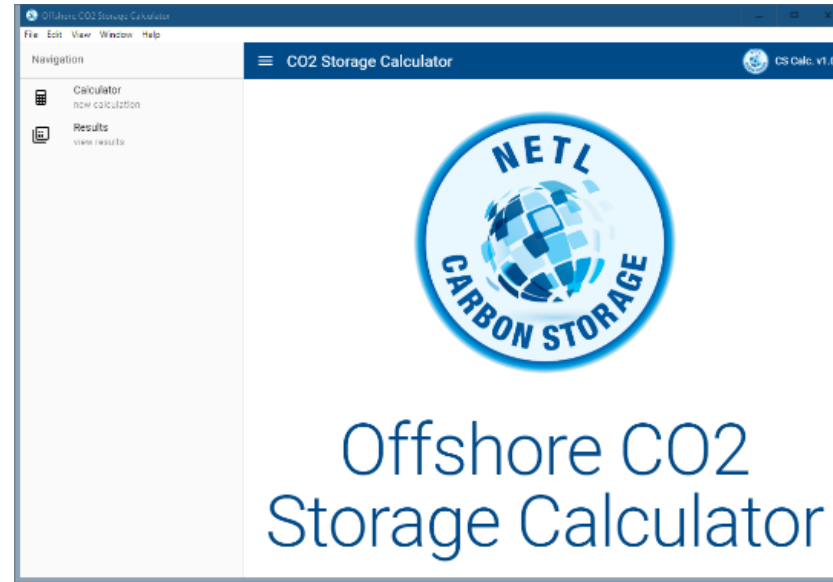 Offshore CO2 Storage Calculator
File Edit View Window Help
Navigation
CO2 Storage Calculator
CS Calc. v1.0
Calculator
new calculation
Results
view results
NETL
CARBON STORAGE
Offshore CO2
Storage Calculator